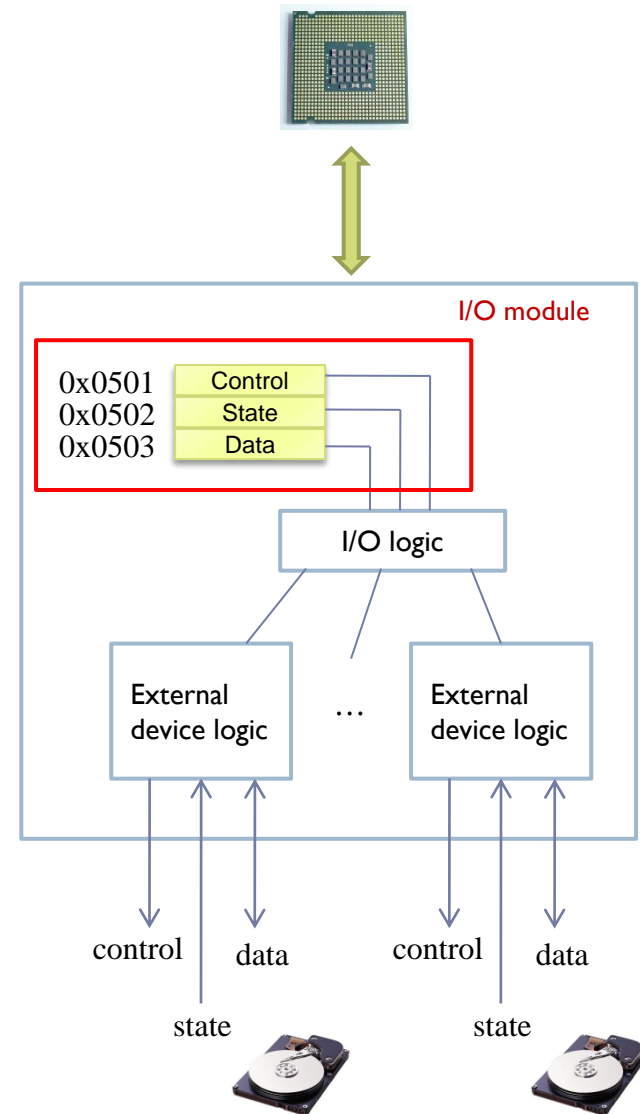 I/O module
0x0501 Control
0x0502 State
0x0503 Data
I/O logic
External
device logic
…
External
device logic
control
data
control
data
state
state